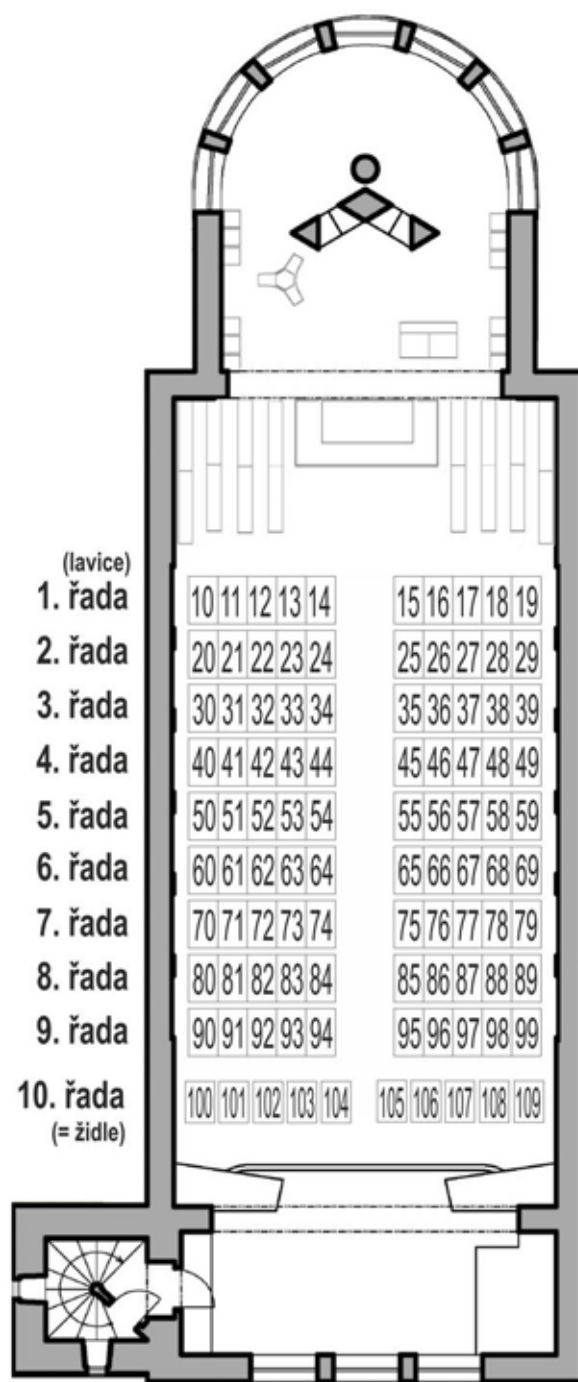 (lavice)
1. řada 10 11 12 13 14 15 16 17 18 19
2. řada 20 21 22 23 24 25 26 27 28 29
3. řada 30 31 32 33 34 35 36 37 38 39
4. řada 40 41 42 43 44 45 46 47 48 49
5. řada 50 51 52 53 54 55 56 57 58 59
6. řada 60 61 62 63 64 65 66 67 68 69
7. řada 70 71 72 73 74 75 76 77 78 79
8. řada 80 81 82 83 84 85 86 87 88 89
9. řada 90 91 92 93 94 95 96 97 98 99
10. řada 100 101 102 103 104 105 106 107 108 109
(= židle)